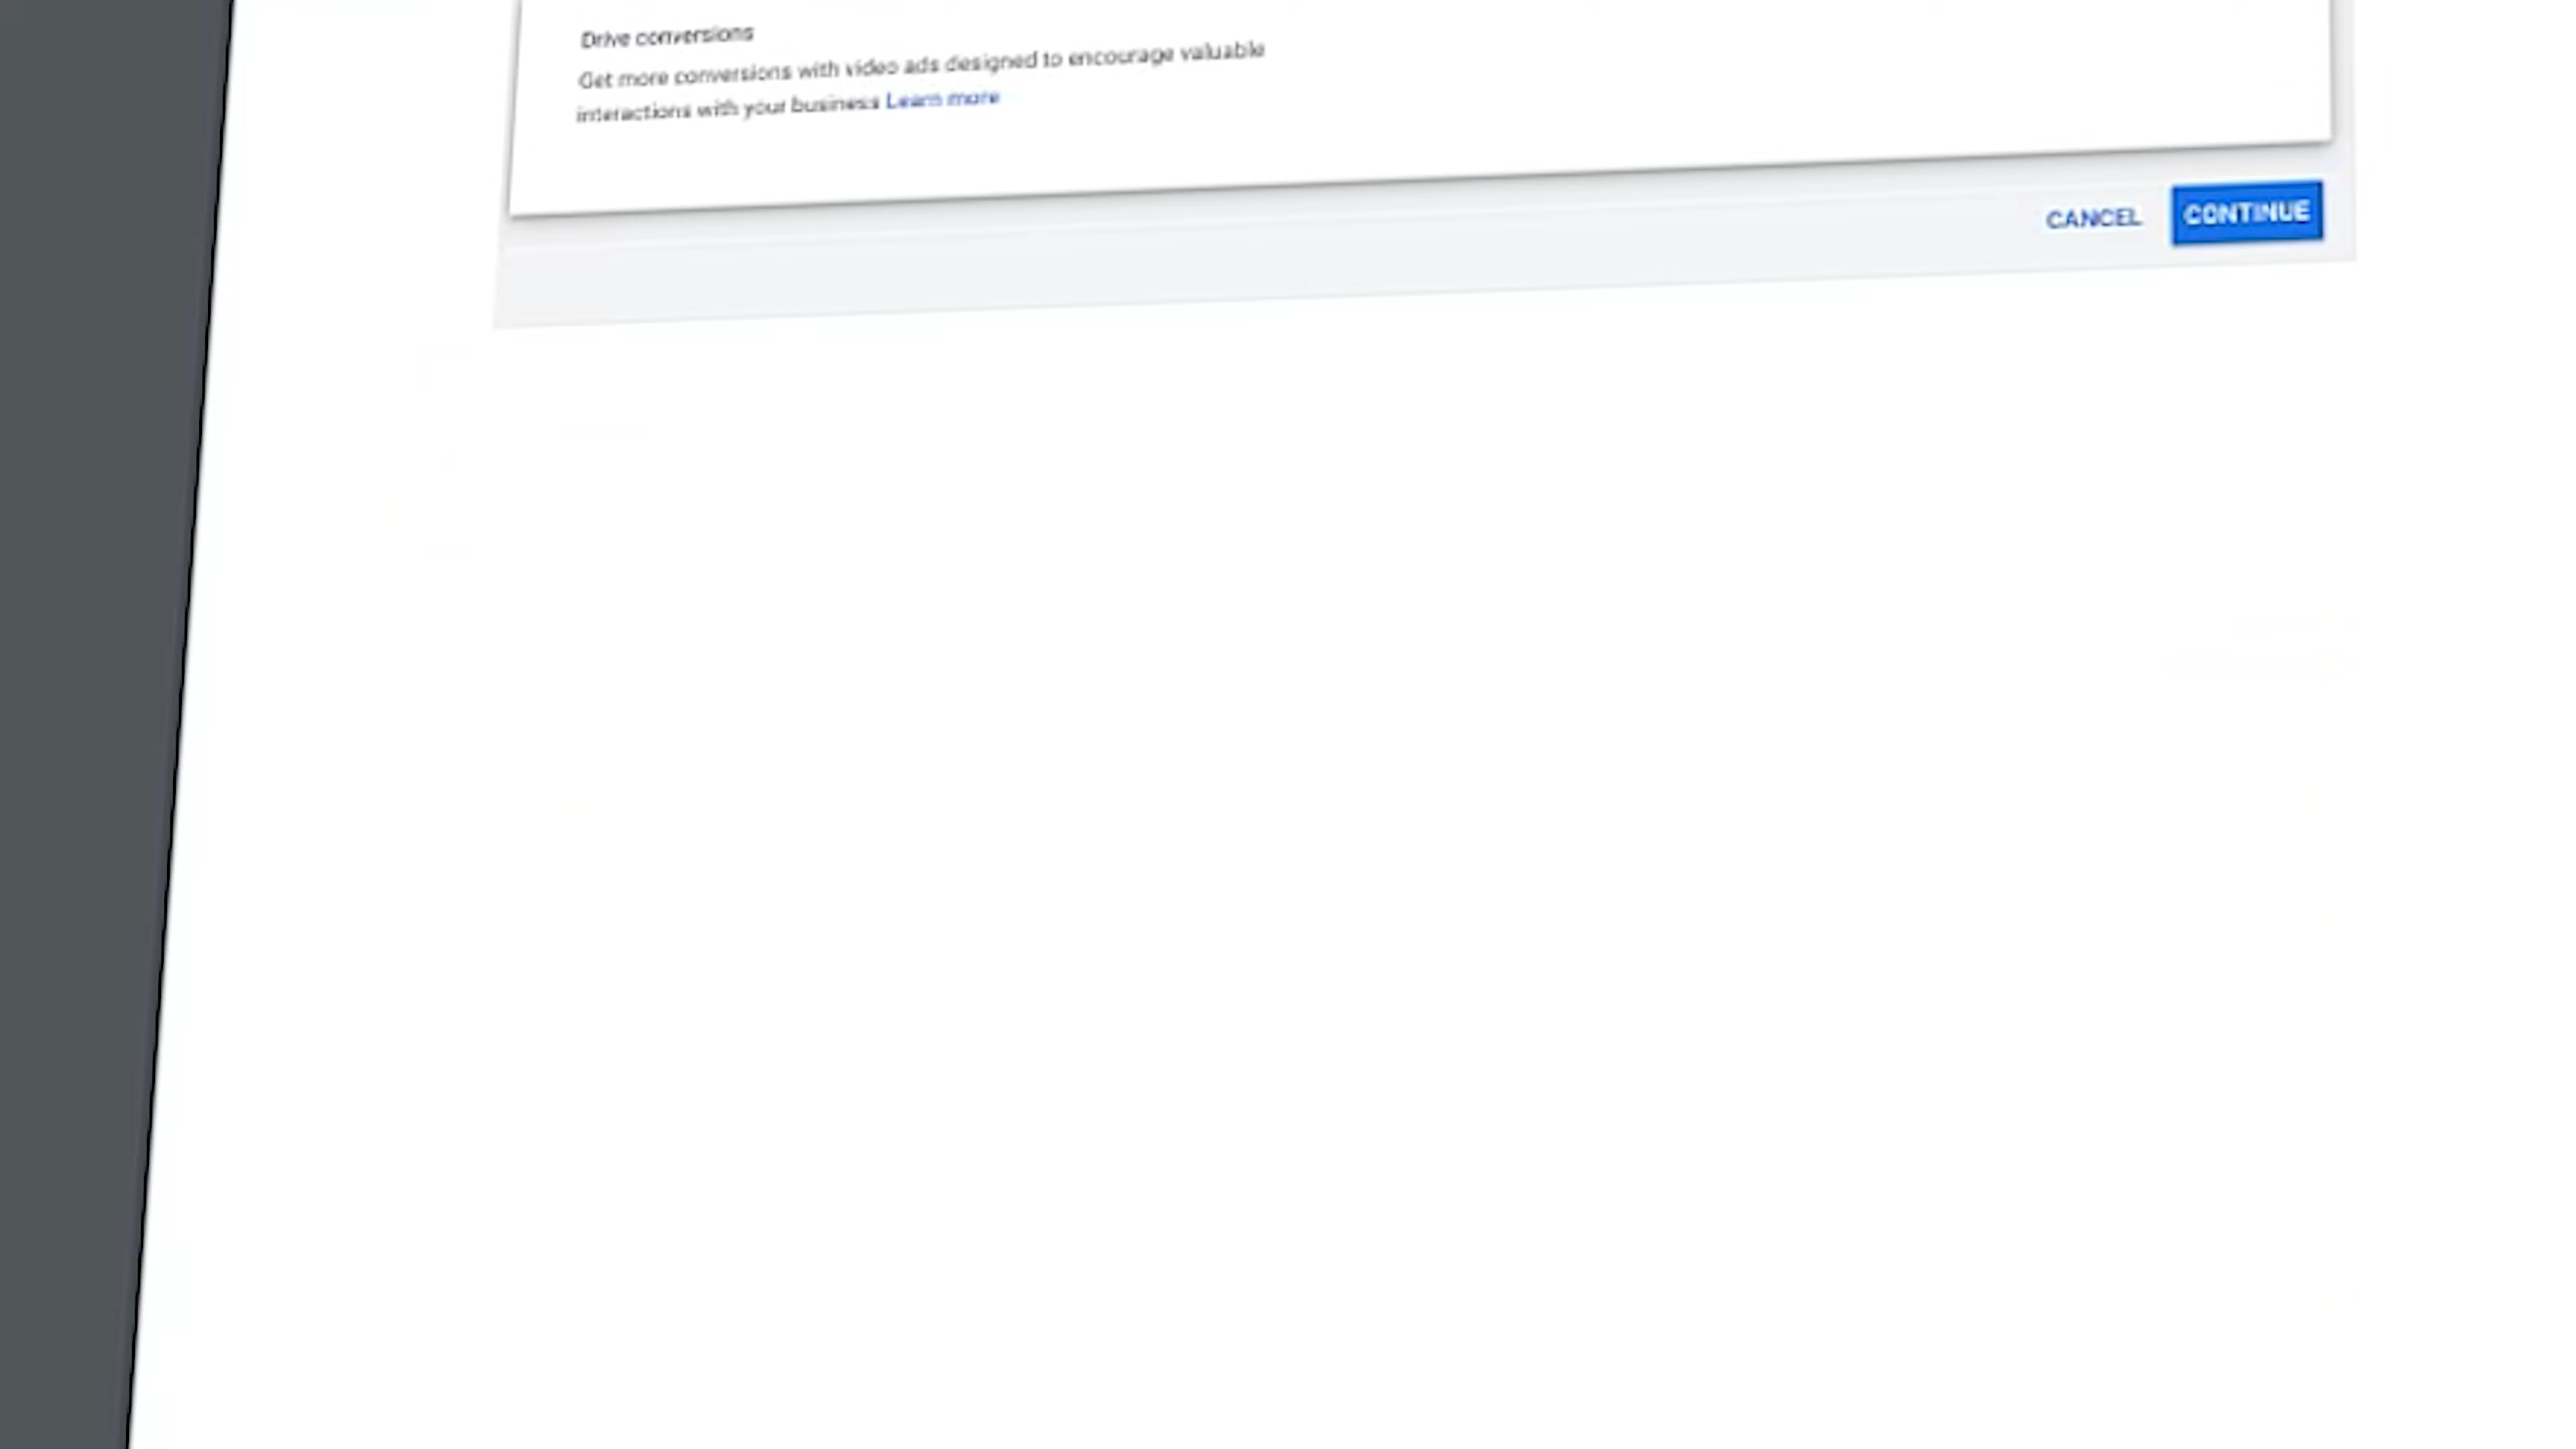 Drive conversions
Get more conversions with video ads designed to encourage valuable
interactions with your business Learn more
CANCEL CONTINUE